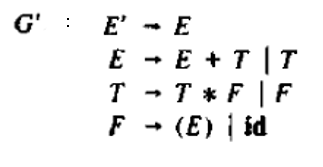 G' : E' → E
E → E + T | T
T → T * F | F
F → (E) | id